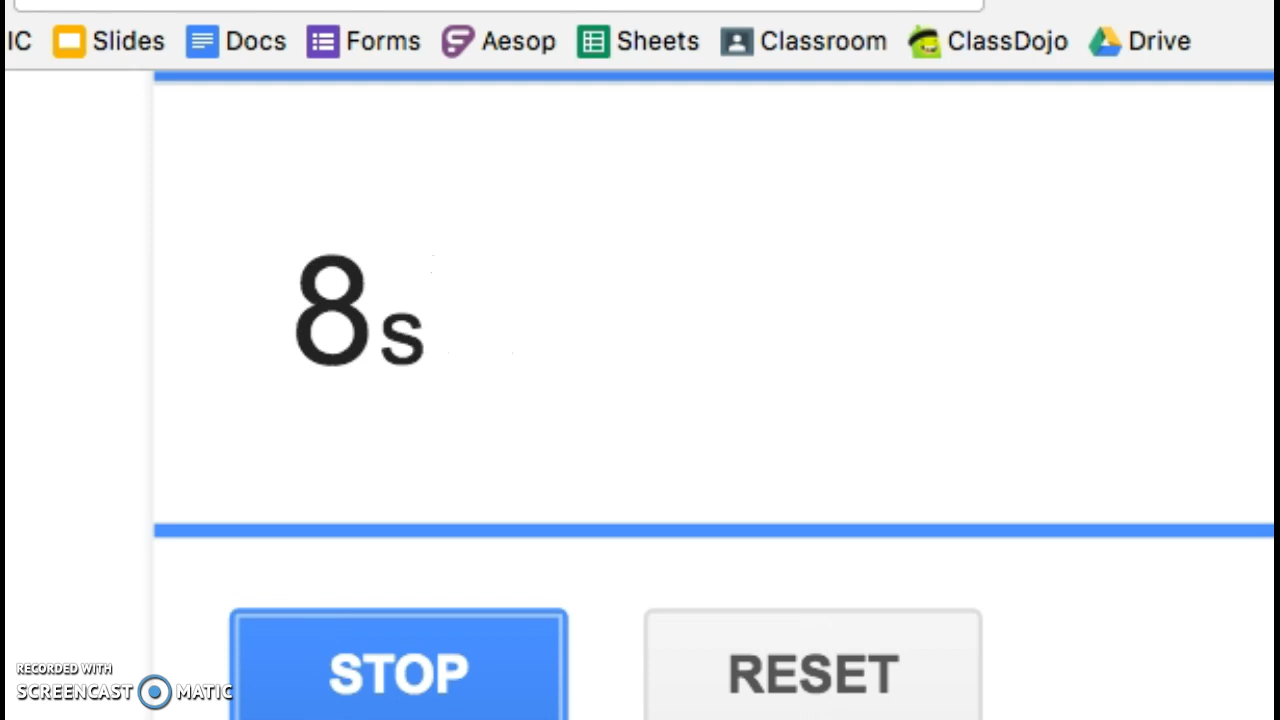 IC Slides Docs Forms Aesop Sheets Classroom ClassDojo Drive
8s
STOP RESET
RECORDED WITH
SCREENCAST MATIC